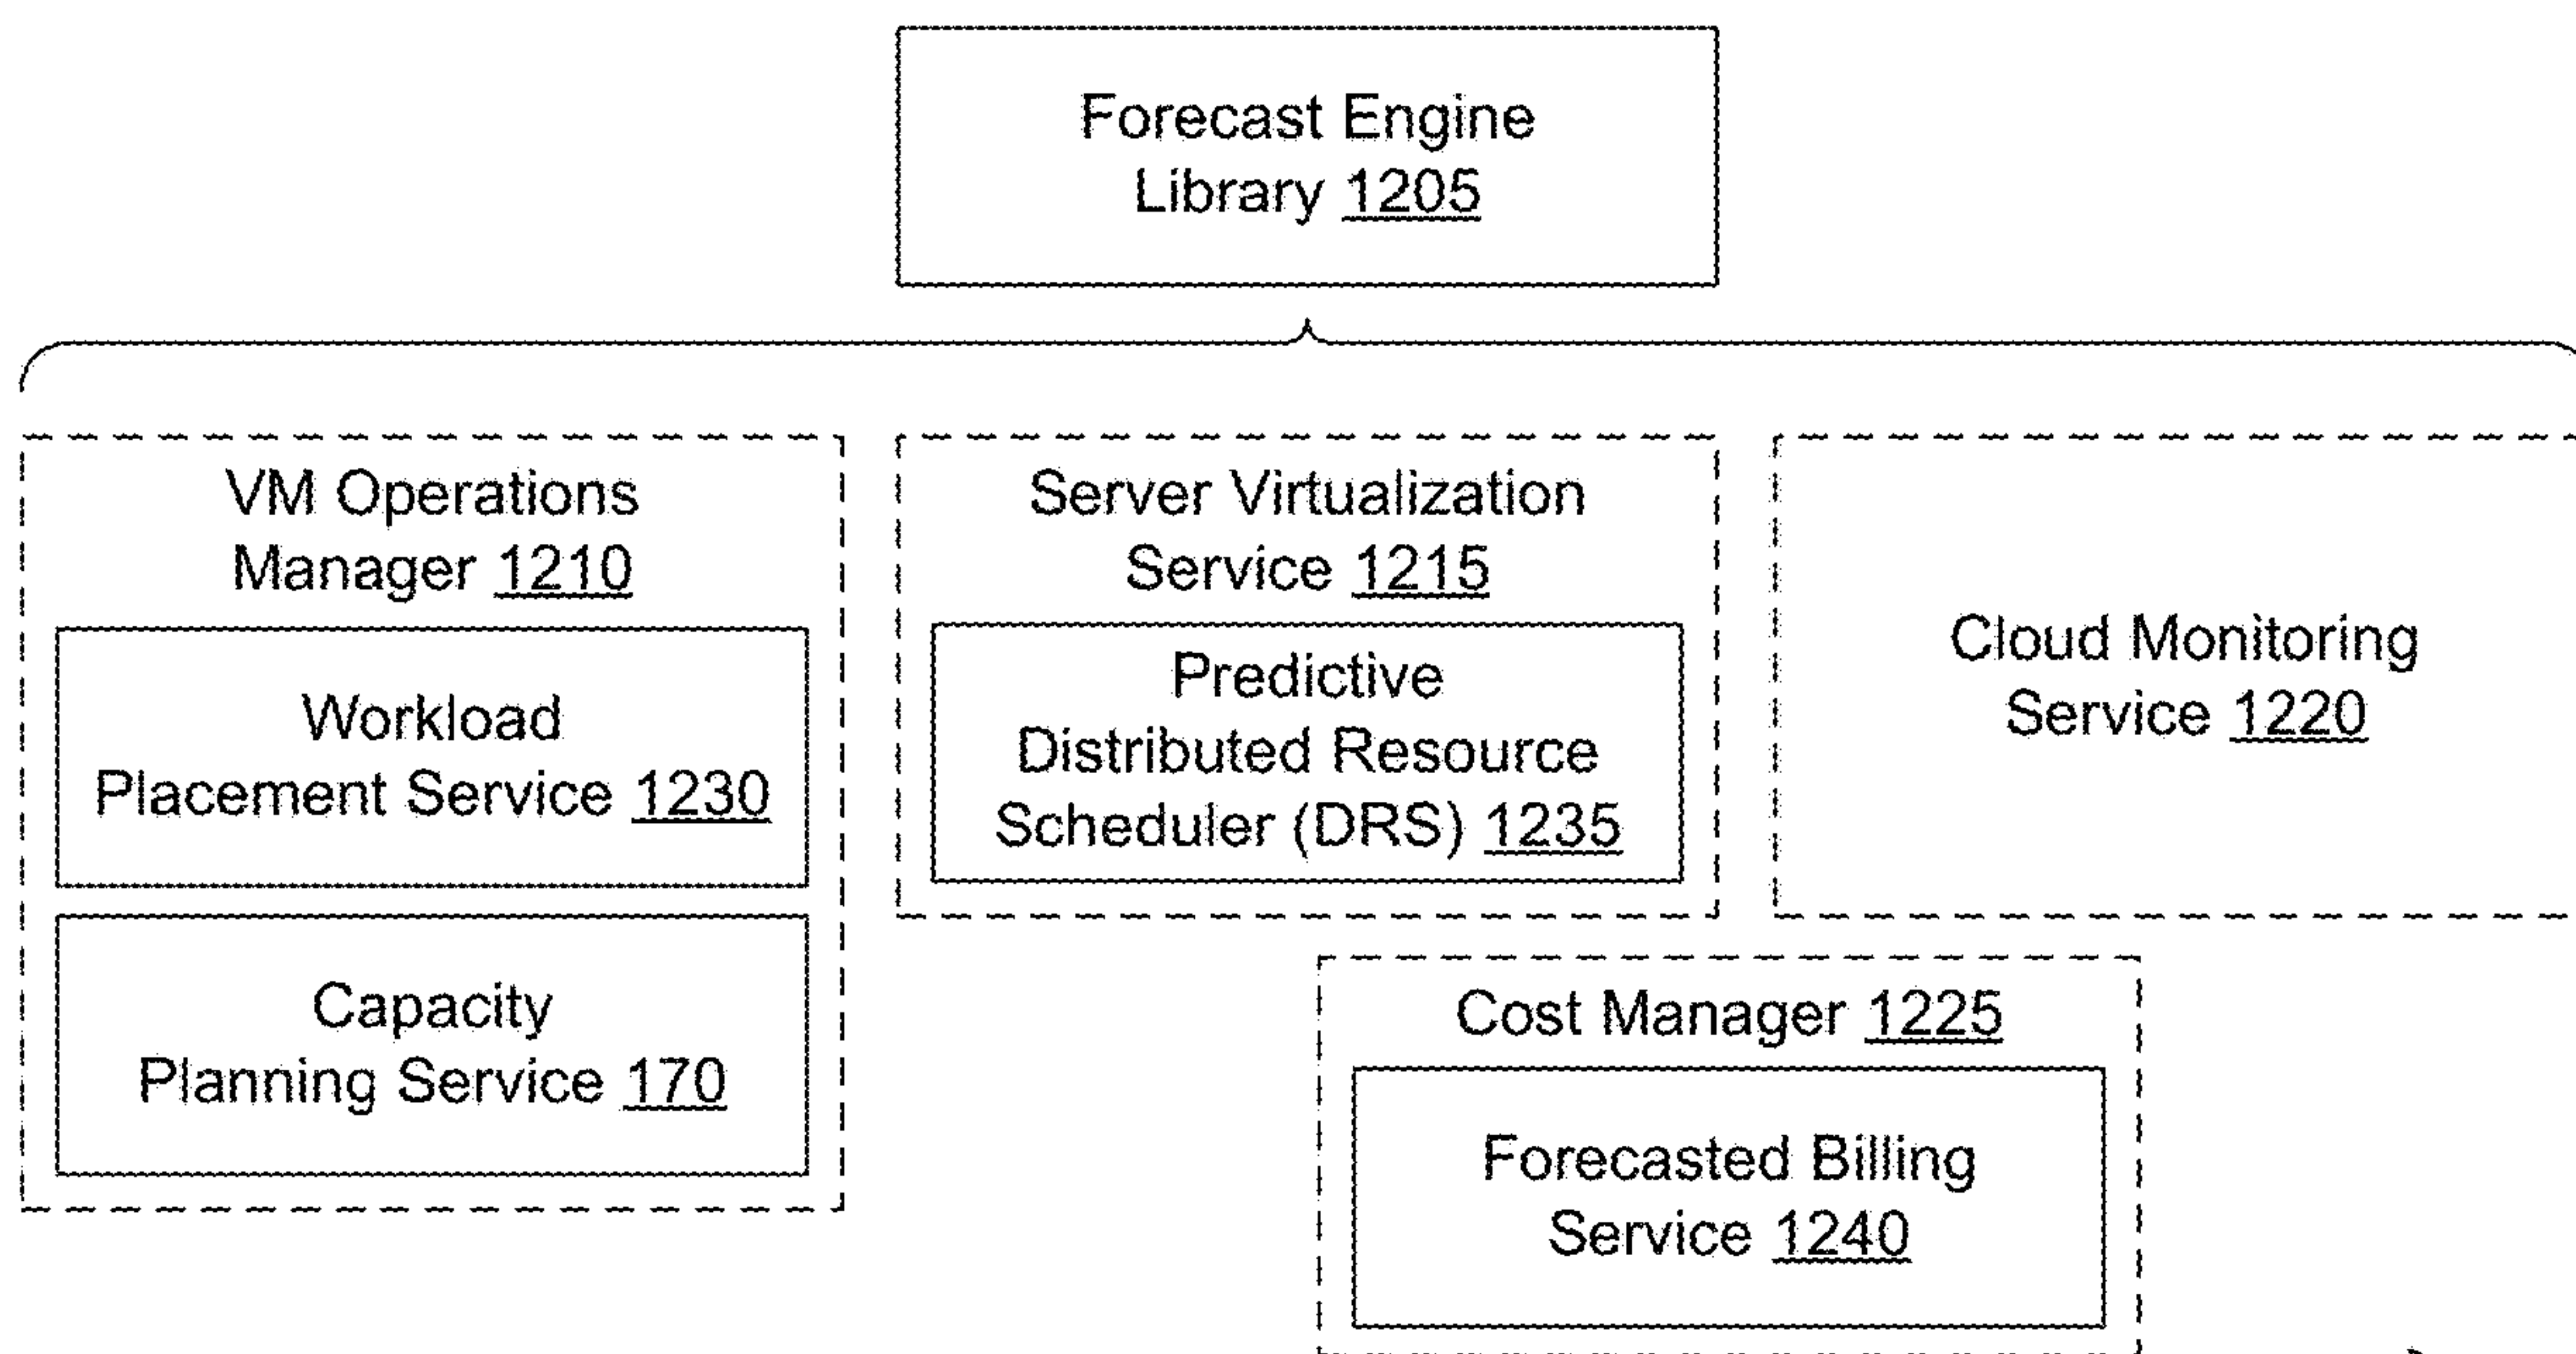 Forecast Engine
Library 1205
VM Operations
Manager 1210
Workload
Placement Service 1230
Capacity
Planning Service 170
Server Virtualization
Service 1215
Predictive
Distributed Resource
Scheduler (DRS) 1235
Cloud Monitoring
Service 1220
Cost Manager 1225
Forecasted Billing
Service 1240